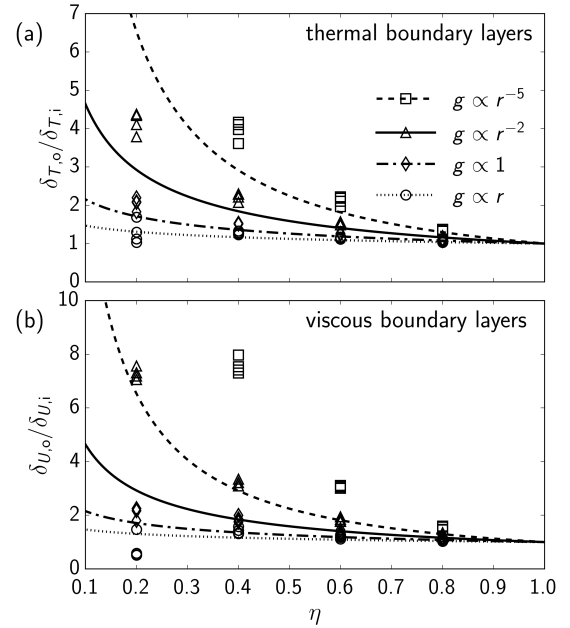 (a)
thermal boundary layers
δ_{T,o}/δ_{T,i}
7
6
5
4
3
2
1
0
g ∝ r⁻⁵
g ∝ r⁻²
g ∝ 1
g ∝ r
(b)
viscous boundary layers
δ_{U,o}/δ_{U,i}
10
8
6
4
2
0
0.1 0.2 0.3 0.4 0.5 0.6 0.7 0.8 0.9 1.0
η